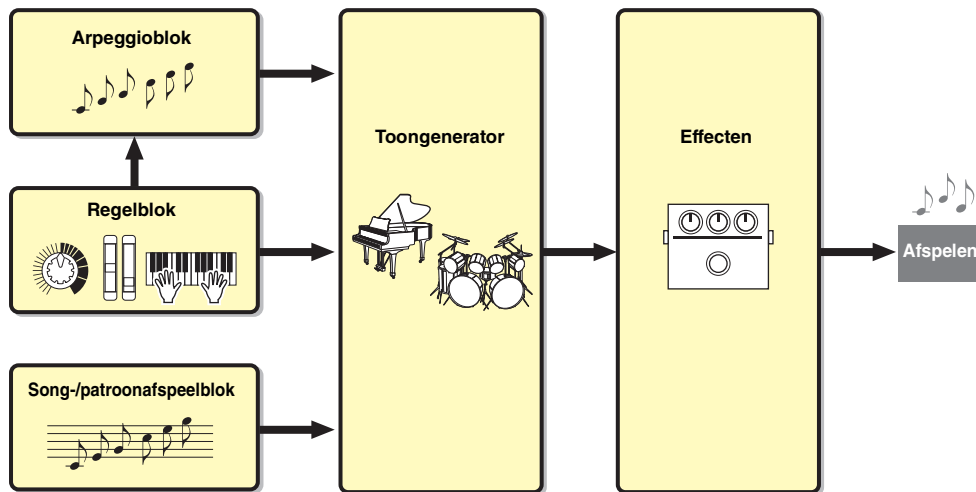 Arpeggioblok
Regelblok
Song-/patroonafspeelblok
Toongenerator
Effecten
Afspelen